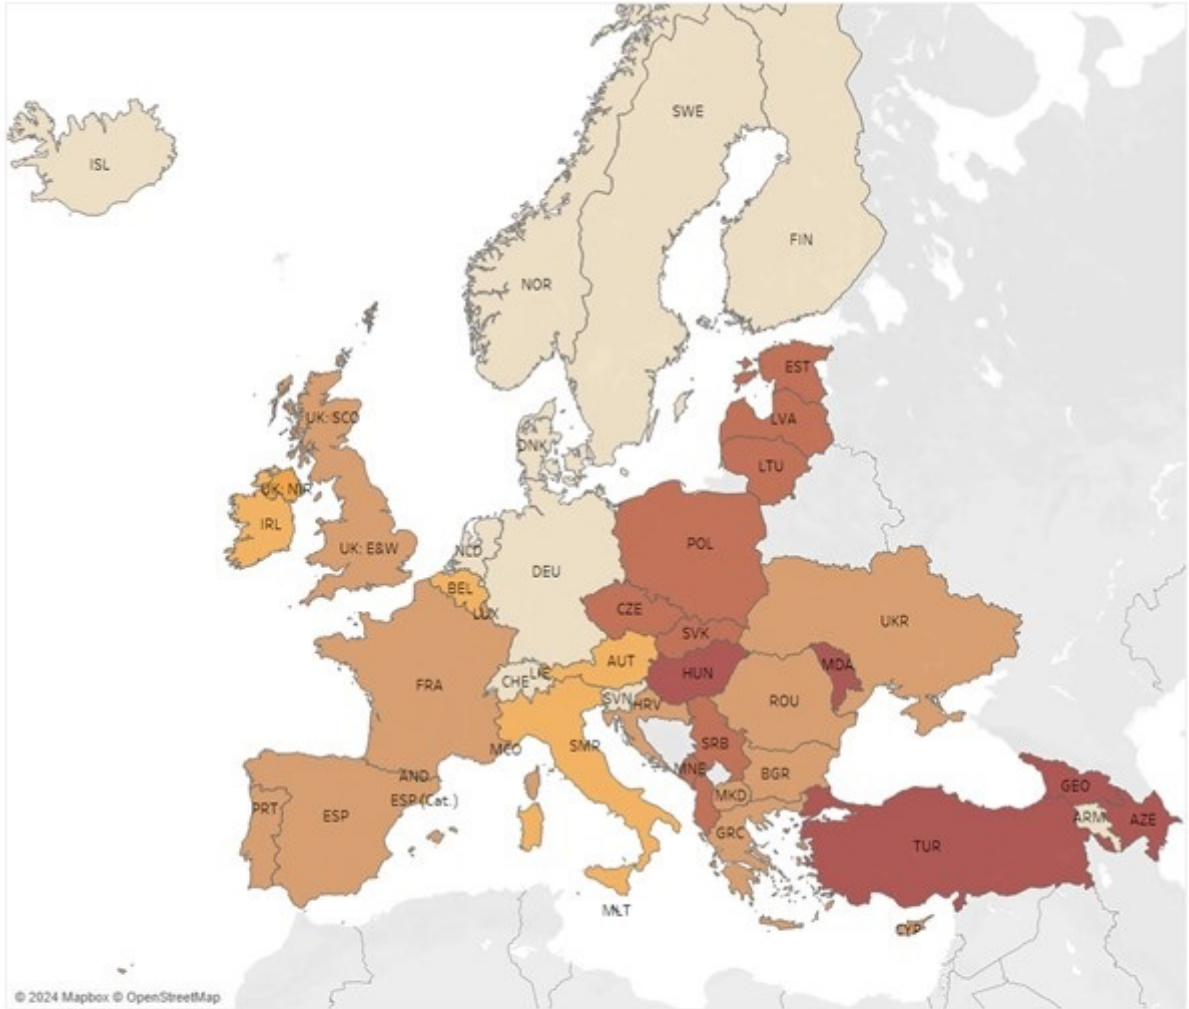 SWE
ISL
FIN
NOR
EST
UK: SCO
LVA
DNK
LTU
UK: NIR
IRL
POL
UK: E&W
NLD
DEU
BEL
CZE
LUX
UKR
SVK
AUT
MDA
HUN
LIE
CHE
FRA
SVN
ROU
HRV
SRB
SMR
MCO
MNE
BGR
AND
GEO
MKD
ESP (Cat.)
PRT
ESP
ARM
AZE
GRC
TUR
MLT
CYP
© 2024 Mapbox © OpenStreetMap